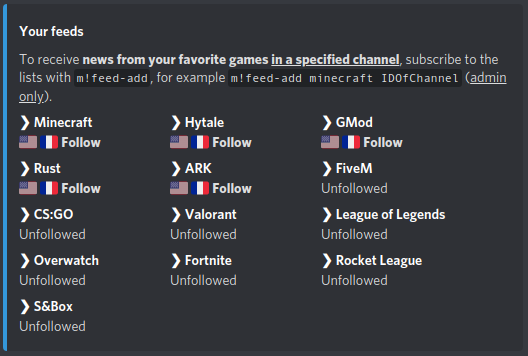 Your feeds
To receive news from your favorite games in a specified channel, subscribe to the
lists with m!feed-add, for example m!feed-add minecraft IDOfChannel (admin
only).
❯ Minecraft ❯ Hytale ❯ GMod
Follow Follow Follow
❯ Rust ❯ ARK ❯ FiveM
Follow Follow Unfollowed
❯ CS:GO ❯ Valorant ❯ League of Legends
Unfollowed Unfollowed Unfollowed
❯ Overwatch ❯ Fortnite ❯ Rocket League
Unfollowed Unfollowed Unfollowed
❯ S&Box
Unfollowed